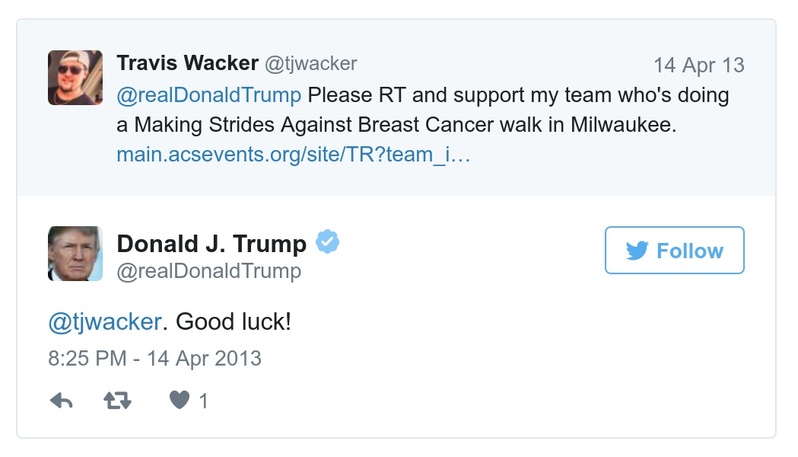 Travis Wacker @tjwacker 14 Apr 13
@realDonaldTrump Please RT and support my team who's doing
a Making Strides Against Breast Cancer walk in Milwaukee.
main.acsevents.org/site/TR?team_i…
Donald J. Trump
@realDonaldTrump
Follow
@tjwacker. Good luck!
8:25 PM - 14 Apr 2013
1